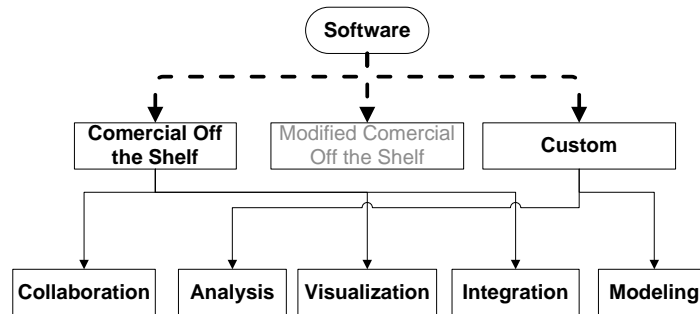 Software
Comercial Off
the Shelf
Modified Comercial
Off the Shelf
Custom
Collaboration
Analysis
Visualization
Integration
Modeling